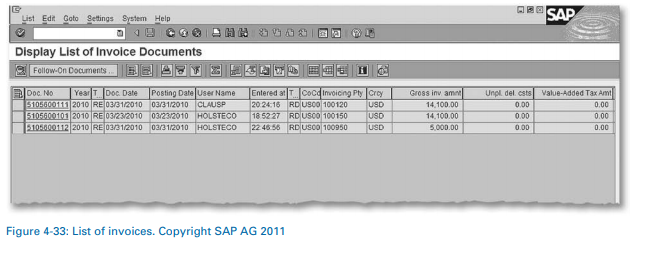 List Edit Goto Settings System Help
SAP
Display List of Invoice Documents
Follow-On Documents...
Doc. No Year T.. Doc. Date Posting Date User Name Entered at T... CoCd Invoicing Pty Crcy Gross inv. amnt Unpl. del. csts Value-Added Tax Amt
5105600111 2010 RE 03/31/2010 03/31/2010 CLAUSP 20:24:16 RD US00 100120 USD 14,100.00 0.00 0.00
5105600101 2010 RE 03/23/2010 03/23/2010 HOLSTECO 18:52:27 RD US00 100150 USD 14,100.00 0.00 0.00
5105600112 2010 RE 03/31/2010 03/31/2010 HOLSTECO 22:46:56 RD US00 100950 USD 5,000.00 0.00 0.00
Figure 4-33: List of invoices. Copyright SAP AG 2011